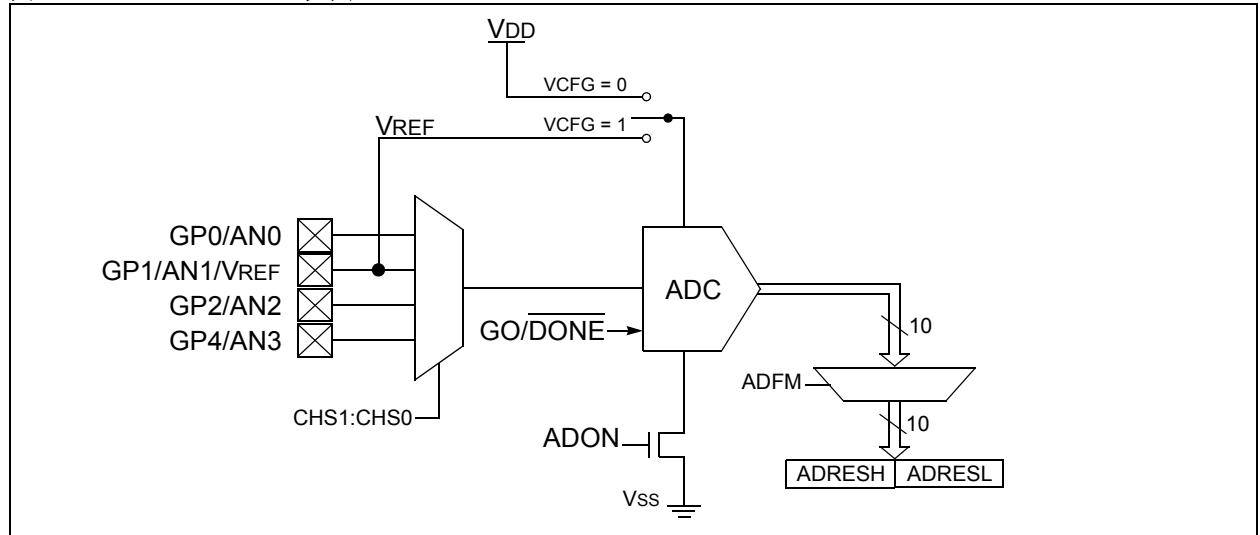 VDD
VCFG = 0
VREF
VCFG = 1
GP0/AN0
GP1/AN1/VREF
GP2/AN2
GP4/AN3
ADC
GO/DONE
10
ADFM
CHS1:CHS0
10
ADON
ADRESH ADRESL
VSS